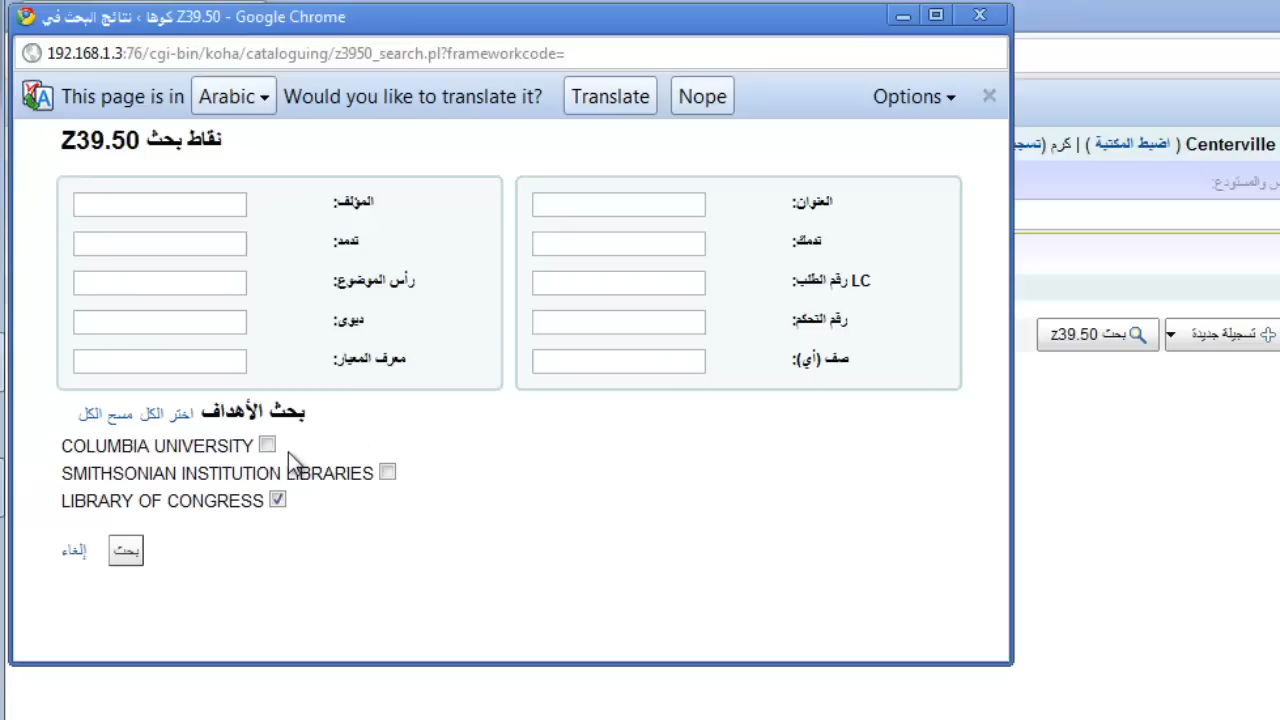 كوها › نتائج البحث في Z39.50 - Google Chrome
192.168.1.3:76/cgi-bin/koha/cataloguing/z3950_search.pl?frameworkcode=
This page is in Arabic Would you like to translate it? Translate Nope Options
نقاط بحث Z39.50
العنوان:
المؤلف:
تدمك:
تدمد:
LC رقم الطلب:
رأس الموضوع:
رقم التحكم:
ديوي:
صف (أي):
معرف المعيار:
بحث الأهداف اختر الكل مسح الكل
COLUMBIA UNIVERSITY
SMITHSONIAN INSTITUTION LIBRARIES
LIBRARY OF CONGRESS
بحث إلغاء
Centerville ( اضبط المكتبة ) | كرم (
والمستودع:
تسجيلة جديدة
بحث z39.50